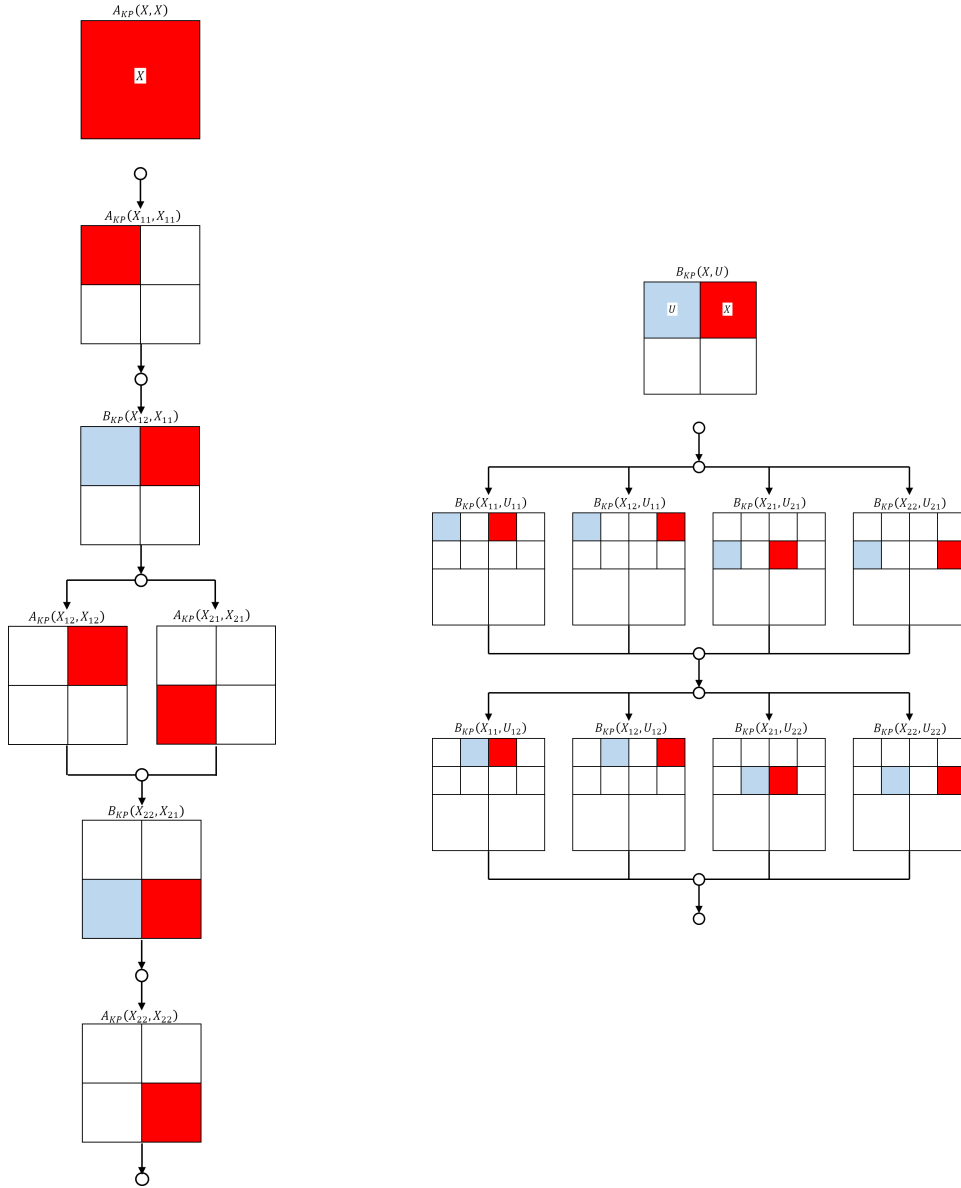 A_{KP}(X, X)
X
A_{KP}(X_{11}, X_{11})
B_{KP}(X_{12}, X_{11})
A_{KP}(X_{12}, X_{12}) A_{KP}(X_{21}, X_{21})
B_{KP}(X_{22}, X_{21})
A_{KP}(X_{22}, X_{22})
B_{KP}(X, U)
U X
B_{KP}(X_{11}, U_{11}) B_{KP}(X_{12}, U_{11}) B_{KP}(X_{21}, U_{21}) B_{KP}(X_{22}, U_{21})
B_{KP}(X_{11}, U_{12}) B_{KP}(X_{12}, U_{12}) B_{KP}(X_{21}, U_{22}) B_{KP}(X_{22}, U_{22})